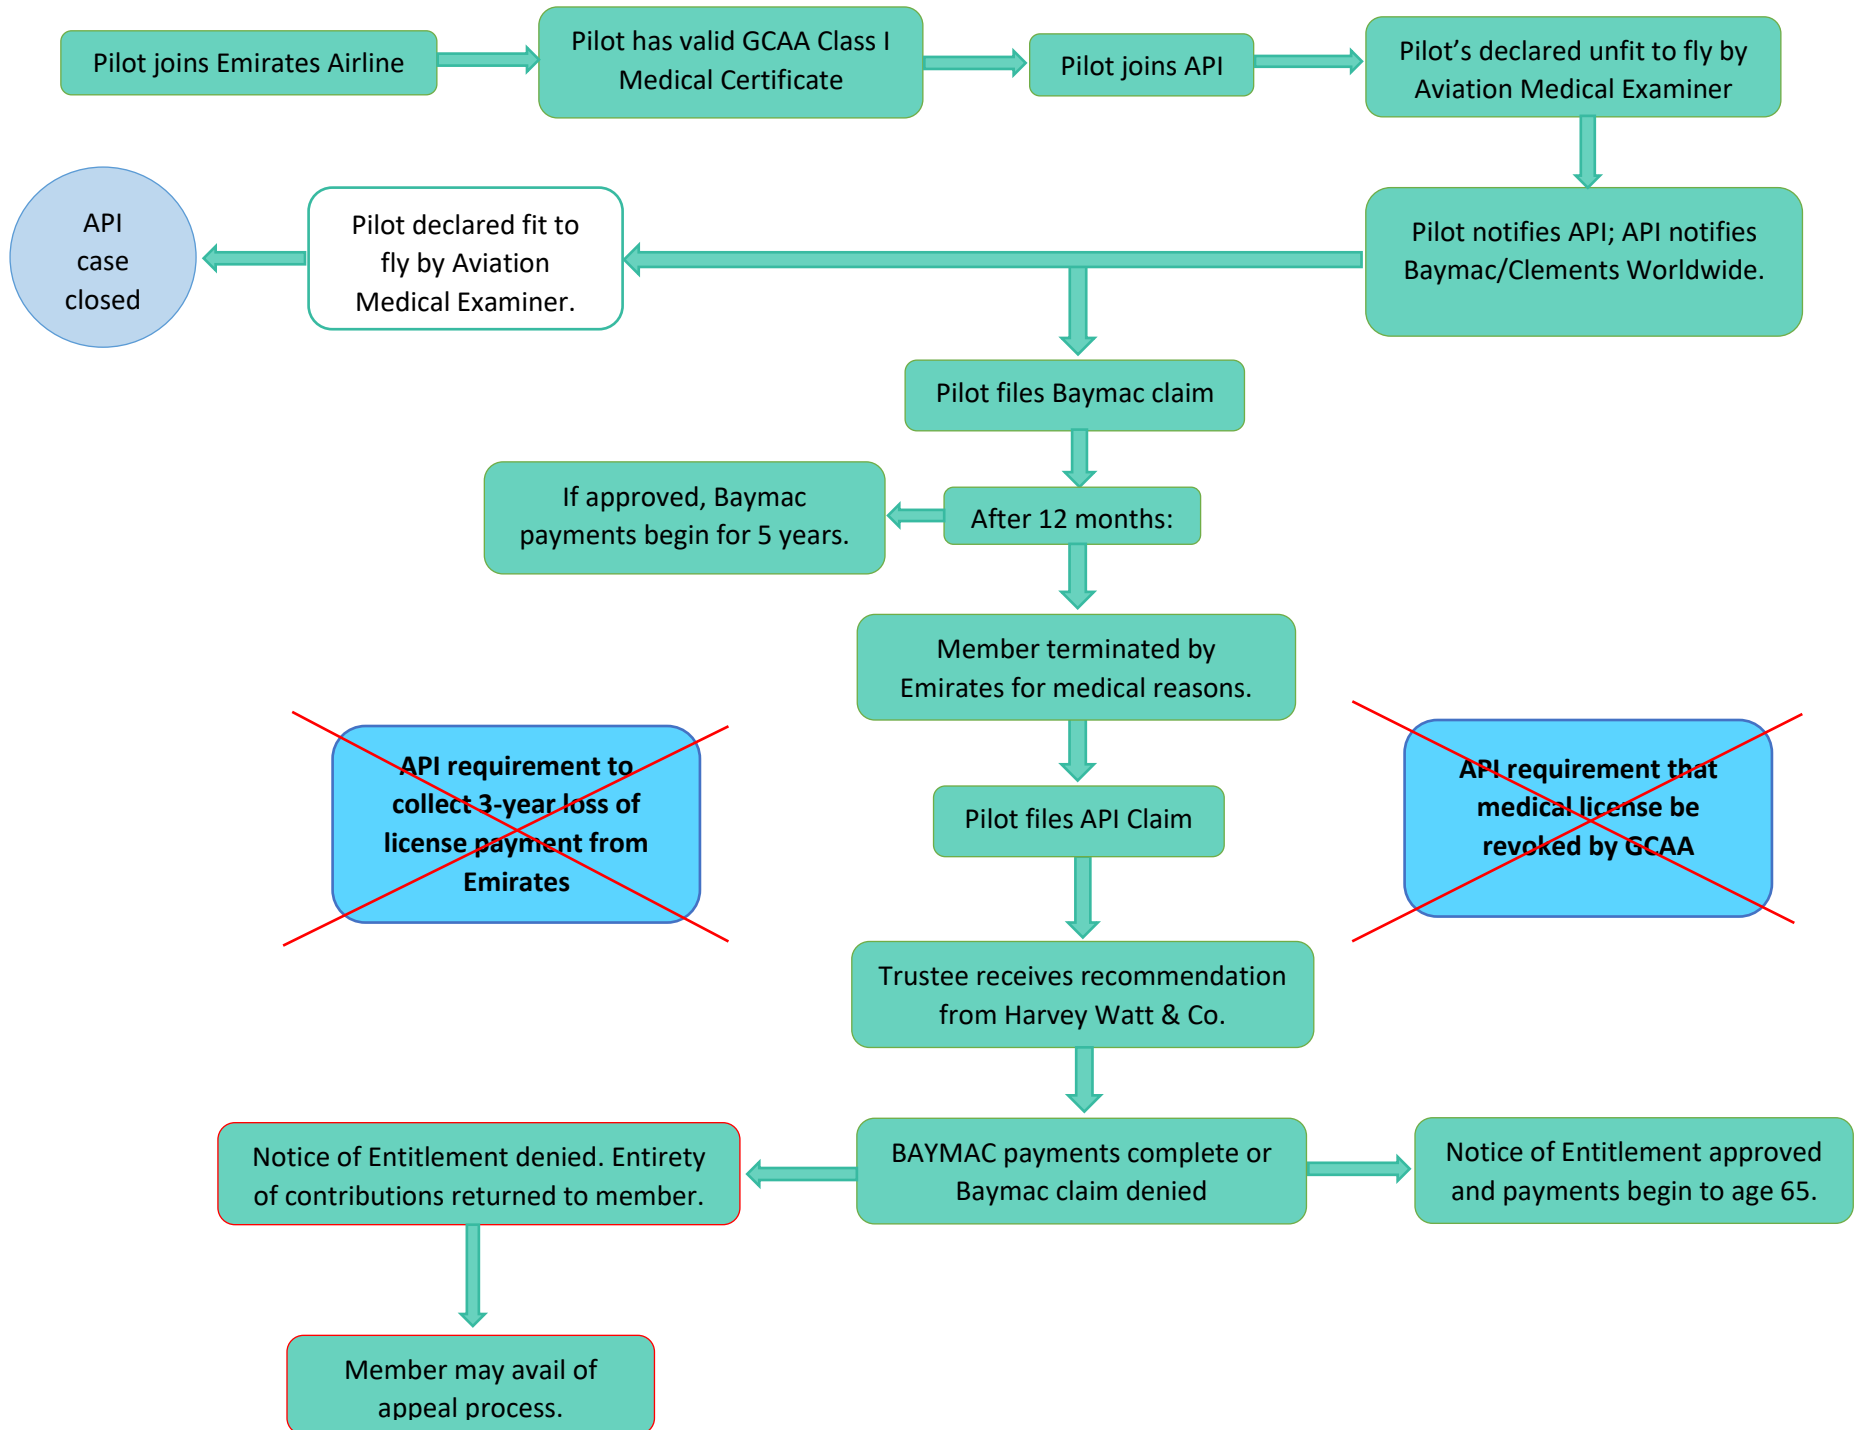 Pilot joins Emirates Airline
Pilot has valid GCAA Class I
Medical Certificate
Pilot joins API
Pilot's declared unfit to fly by
Aviation Medical Examiner
API
case
closed
Pilot declared fit to
fly by Aviation
Medical Examiner.
Pilot notifies API; API notifies
Baymac/Clements Worldwide.
Pilot files Baymac claim
If approved, Baymac
payments begin for 5 years.
After 12 months:
Member terminated by
Emirates for medical reasons.
API requirement to
collect 3-year loss of
license payment from
Emirates
Pilot files API Claim
API requirement that
medical license be
revoked by GCAA
Trustee receives recommendation
from Harvey Watt & Co.
Notice of Entitlement denied. Entirety
of contributions returned to member.
BAYMAC payments complete or
Baymac claim denied
Notice of Entitlement approved
and payments begin to age 65.
Member may avail of
appeal process.